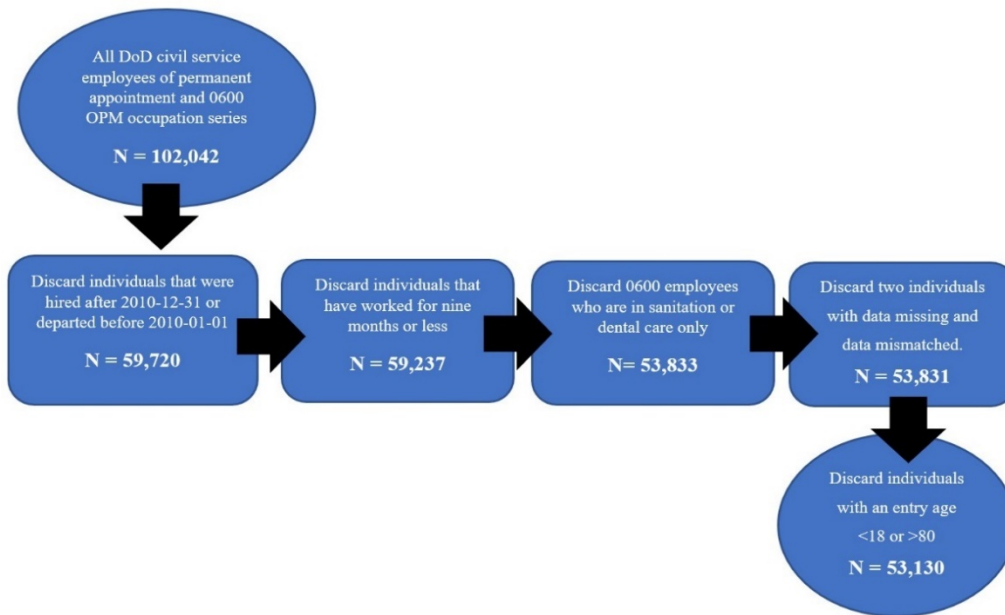 All DoD civil service
employees of permanent
appointment and 0600
OPM occupation series
N = 102,042
Discard individuals that were
hired after 2010-12-31 or
departed before 2010-01-01
N = 59,720
Discard individuals that
have worked for nine
months or less
N = 59,237
Discard 0600 employees
who are in sanitation or
dental care only
N= 53,833
Discard two individuals
with data missing and
data mismatched.
N = 53,831
Discard individuals
with an entry age
<18 or >80
N = 53,130